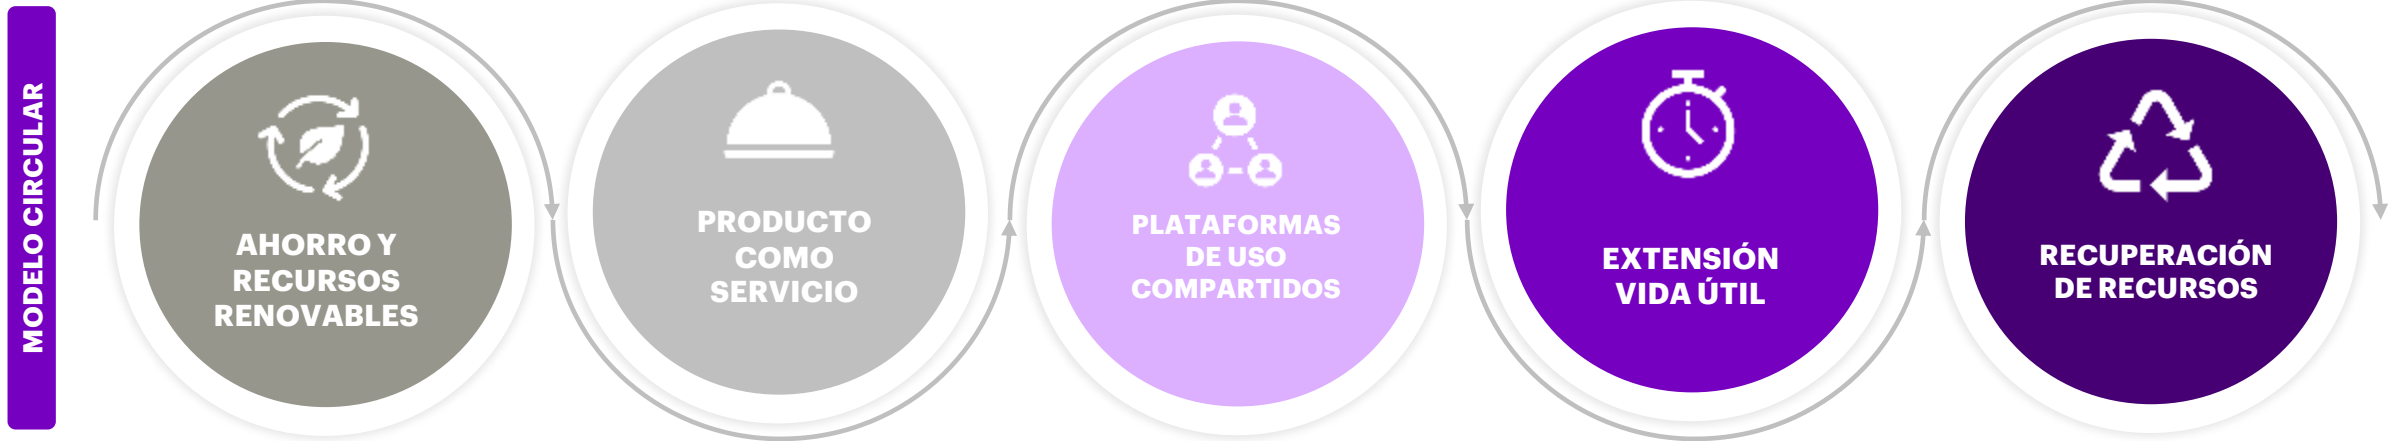 MODELO CIRCULAR
AHORRO Y
RECURSOS
RENOVABLES
PRODUCTO
COMO
SERVICIO
PLATAFORMAS
DE USO
COMPARTIDOS
EXTENSIÓN
VIDA ÚTIL
RECUPERACIÓN
DE RECURSOS